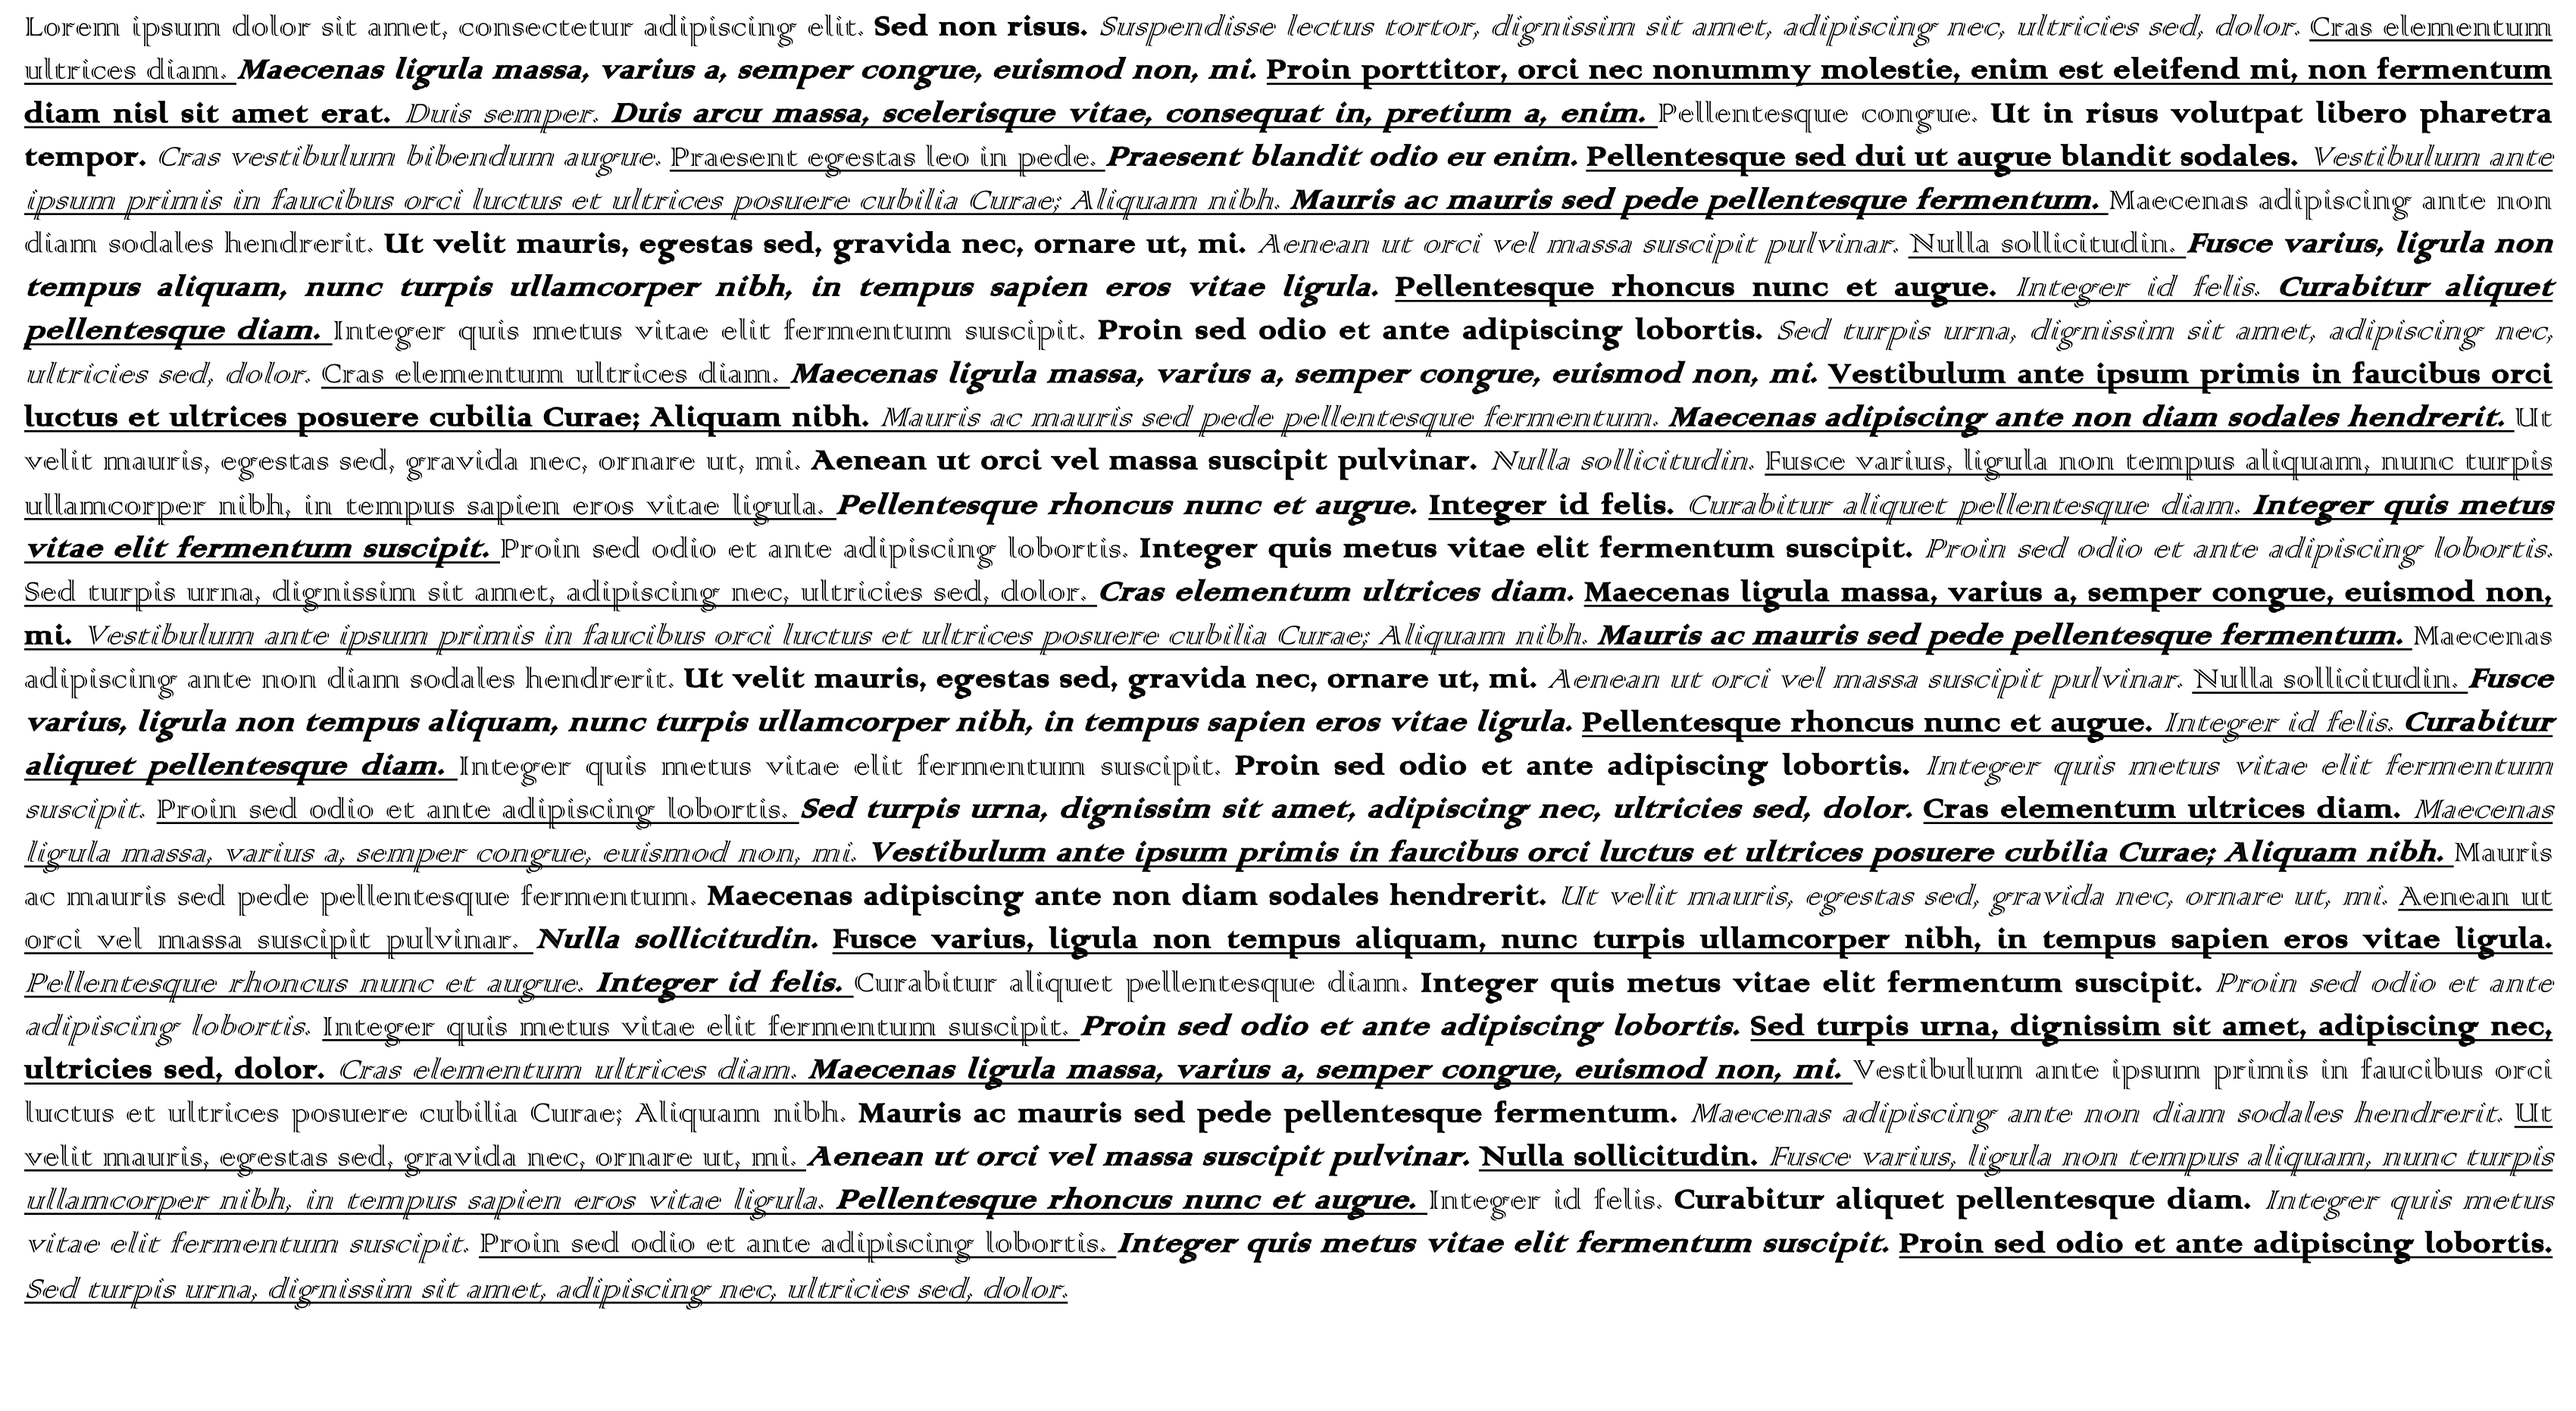 Lorem ipsum dolor sit amet, consectetur adipiscing elit. Sed non risus. Suspendisse lectus tortor, dignissim sit amet, adipiscing nec, ultricies sed, dolor. Cras elementum
ultrices diam. Maecenas ligula massa, varius a, semper congue, euismod non, mi. Proin porttitor, orci nec nonummy molestie, enim est eleifend mi, non fermentum
diam nisl sit amet erat. Duis semper. Duis arcu massa, scelerisque vitae, consequat in, pretium a, enim. Pellentesque congue. Ut in risus volutpat libero pharetra
tempor. Cras vestibulum bibendum augue. Praesent egestas leo in pede. Praesent blandit odio eu enim. Pellentesque sed dui ut augue blandit sodales. Vestibulum ante
ipsum primis in faucibus orci luctus et ultrices posuere cubilia Curae; Aliquam nibh. Mauris ac mauris sed pede pellentesque fermentum. Maecenas adipiscing ante non
diam sodales hendrerit. Ut velit mauris, egestas sed, gravida nec, ornare ut, mi. Aenean ut orci vel massa suscipit pulvinar. Nulla sollicitudin. Fusce varius, ligula non
tempus aliquam, nunc turpis ullamcorper nibh, in tempus sapien eros vitae ligula. Pellentesque rhoncus nunc et augue. Integer id felis. Curabitur aliquet
pellentesque diam. Integer quis metus vitae elit fermentum suscipit. Proin sed odio et ante adipiscing lobortis. Sed turpis urna, dignissim sit amet, adipiscing nec,
ultricies sed, dolor. Cras elementum ultrices diam. Maecenas ligula massa, varius a, semper congue, euismod non, mi. Vestibulum ante ipsum primis in faucibus orci
luctus et ultrices posuere cubilia Curae; Aliquam nibh. Mauris ac mauris sed pede pellentesque fermentum. Maecenas adipiscing ante non diam sodales hendrerit. Ut
velit mauris, egestas sed, gravida nec, ornare ut, mi. Aenean ut orci vel massa suscipit pulvinar. Nulla sollicitudin. Fusce varius, ligula non tempus aliquam, nunc turpis
ullamcorper nibh, in tempus sapien eros vitae ligula. Pellentesque rhoncus nunc et augue. Integer id felis. Curabitur aliquet pellentesque diam. Integer quis metus
vitae elit fermentum suscipit. Proin sed odio et ante adipiscing lobortis. Integer quis metus vitae elit fermentum suscipit. Proin sed odio et ante adipiscing lobortis.
Sed turpis urna, dignissim sit amet, adipiscing nec, ultricies sed, dolor. Cras elementum ultrices diam. Maecenas ligula massa, varius a, semper congue, euismod non,
mi. Vestibulum ante ipsum primis in faucibus orci luctus et ultrices posuere cubilia Curae; Aliquam nibh. Mauris ac mauris sed pede pellentesque fermentum. Maecenas
adipiscing ante non diam sodales hendrerit. Ut velit mauris, egestas sed, gravida nec, ornare ut, mi. Aenean ut orci vel massa suscipit pulvinar. Nulla sollicitudin. Fusce
varius, ligula non tempus aliquam, nunc turpis ullamcorper nibh, in tempus sapien eros vitae ligula. Pellentesque rhoncus nunc et augue. Integer id felis. Curabitur
aliquet pellentesque diam. Integer quis metus vitae elit fermentum suscipit. Proin sed odio et ante adipiscing lobortis. Integer quis metus vitae elit fermentum
suscipit. Proin sed odio et ante adipiscing lobortis. Sed turpis urna, dignissim sit amet, adipiscing nec, ultricies sed, dolor. Cras elementum ultrices diam. Maecenas
ligula massa, varius a, semper congue, euismod non, mi. Vestibulum ante ipsum primis in faucibus orci luctus et ultrices posuere cubilia Curae; Aliquam nibh. Mauris
ac mauris sed pede pellentesque fermentum. Maecenas adipiscing ante non diam sodales hendrerit. Ut velit mauris, egestas sed, gravida nec, ornare ut, mi. Aenean ut
orci vel massa suscipit pulvinar. Nulla sollicitudin. Fusce varius, ligula non tempus aliquam, nunc turpis ullamcorper nibh, in tempus sapien eros vitae ligula.
Pellentesque rhoncus nunc et augue. Integer id felis. Curabitur aliquet pellentesque diam. Integer quis metus vitae elit fermentum suscipit. Proin sed odio et ante
adipiscing lobortis. Integer quis metus vitae elit fermentum suscipit. Proin sed odio et ante adipiscing lobortis. Sed turpis urna, dignissim sit amet, adipiscing nec,
ultricies sed, dolor. Cras elementum ultrices diam. Maecenas ligula massa, varius a, semper congue, euismod non, mi. Vestibulum ante ipsum primis in faucibus orci
luctus et ultrices posuere cubilia Curae; Aliquam nibh. Mauris ac mauris sed pede pellentesque fermentum. Maecenas adipiscing ante non diam sodales hendrerit. Ut
velit mauris, egestas sed, gravida nec, ornare ut, mi. Aenean ut orci vel massa suscipit pulvinar. Nulla sollicitudin. Fusce varius, ligula non tempus aliquam, nunc turpis
ullamcorper nibh, in tempus sapien eros vitae ligula. Pellentesque rhoncus nunc et augue. Integer id felis. Curabitur aliquet pellentesque diam. Integer quis metus
vitae elit fermentum suscipit. Proin sed odio et ante adipiscing lobortis. Integer quis metus vitae elit fermentum suscipit. Proin sed odio et ante adipiscing lobortis.
Sed turpis urna, dignissim sit amet, adipiscing nec, ultricies sed, dolor.